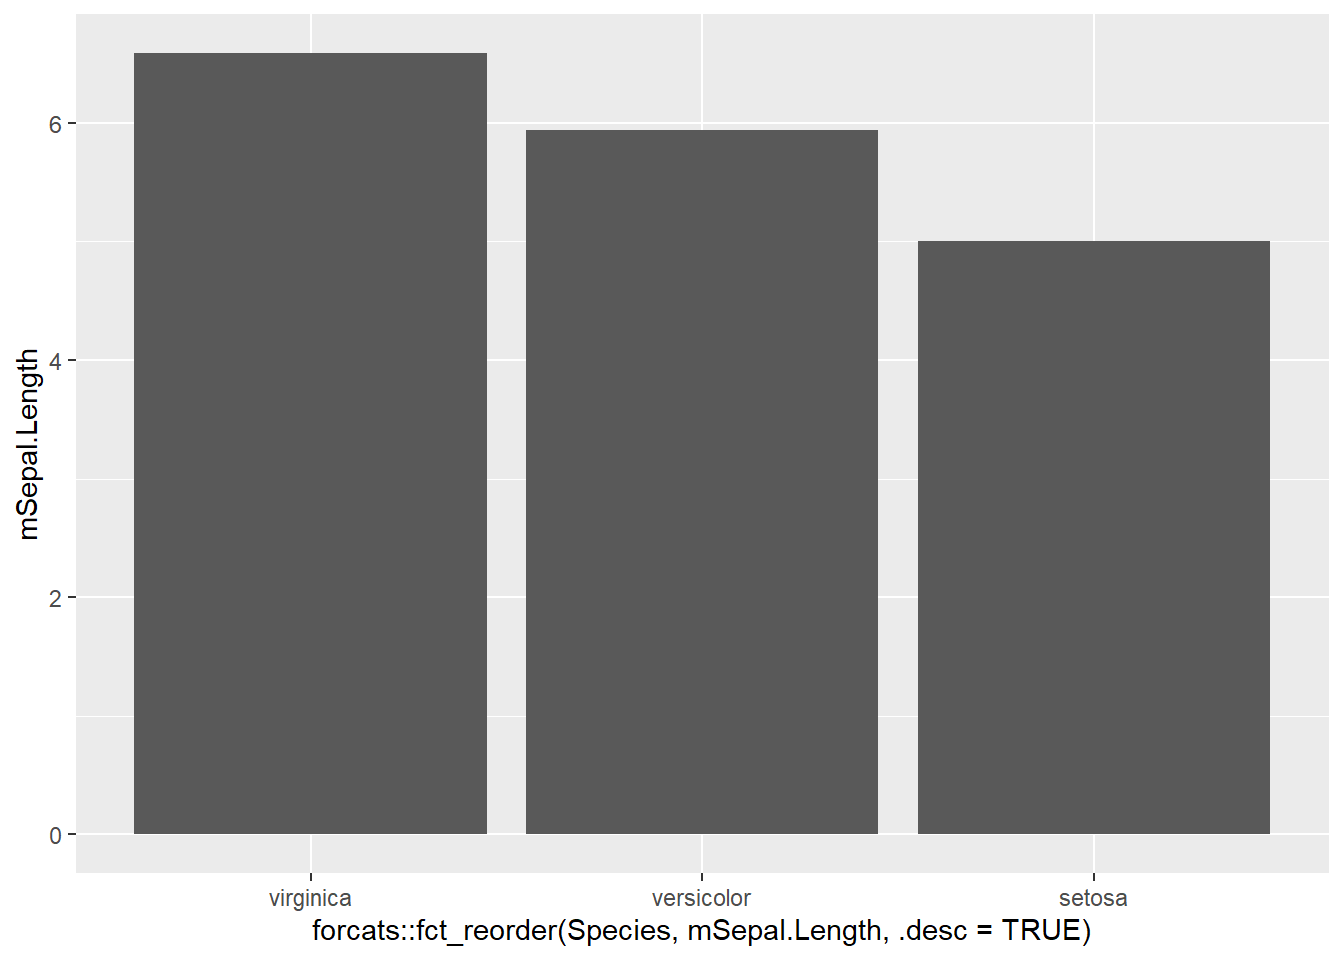 mSepal.Length
6
4
2
0
virginica versicolor setosa
forcats::fct_reorder(Species, mSepal.Length, .desc = TRUE)